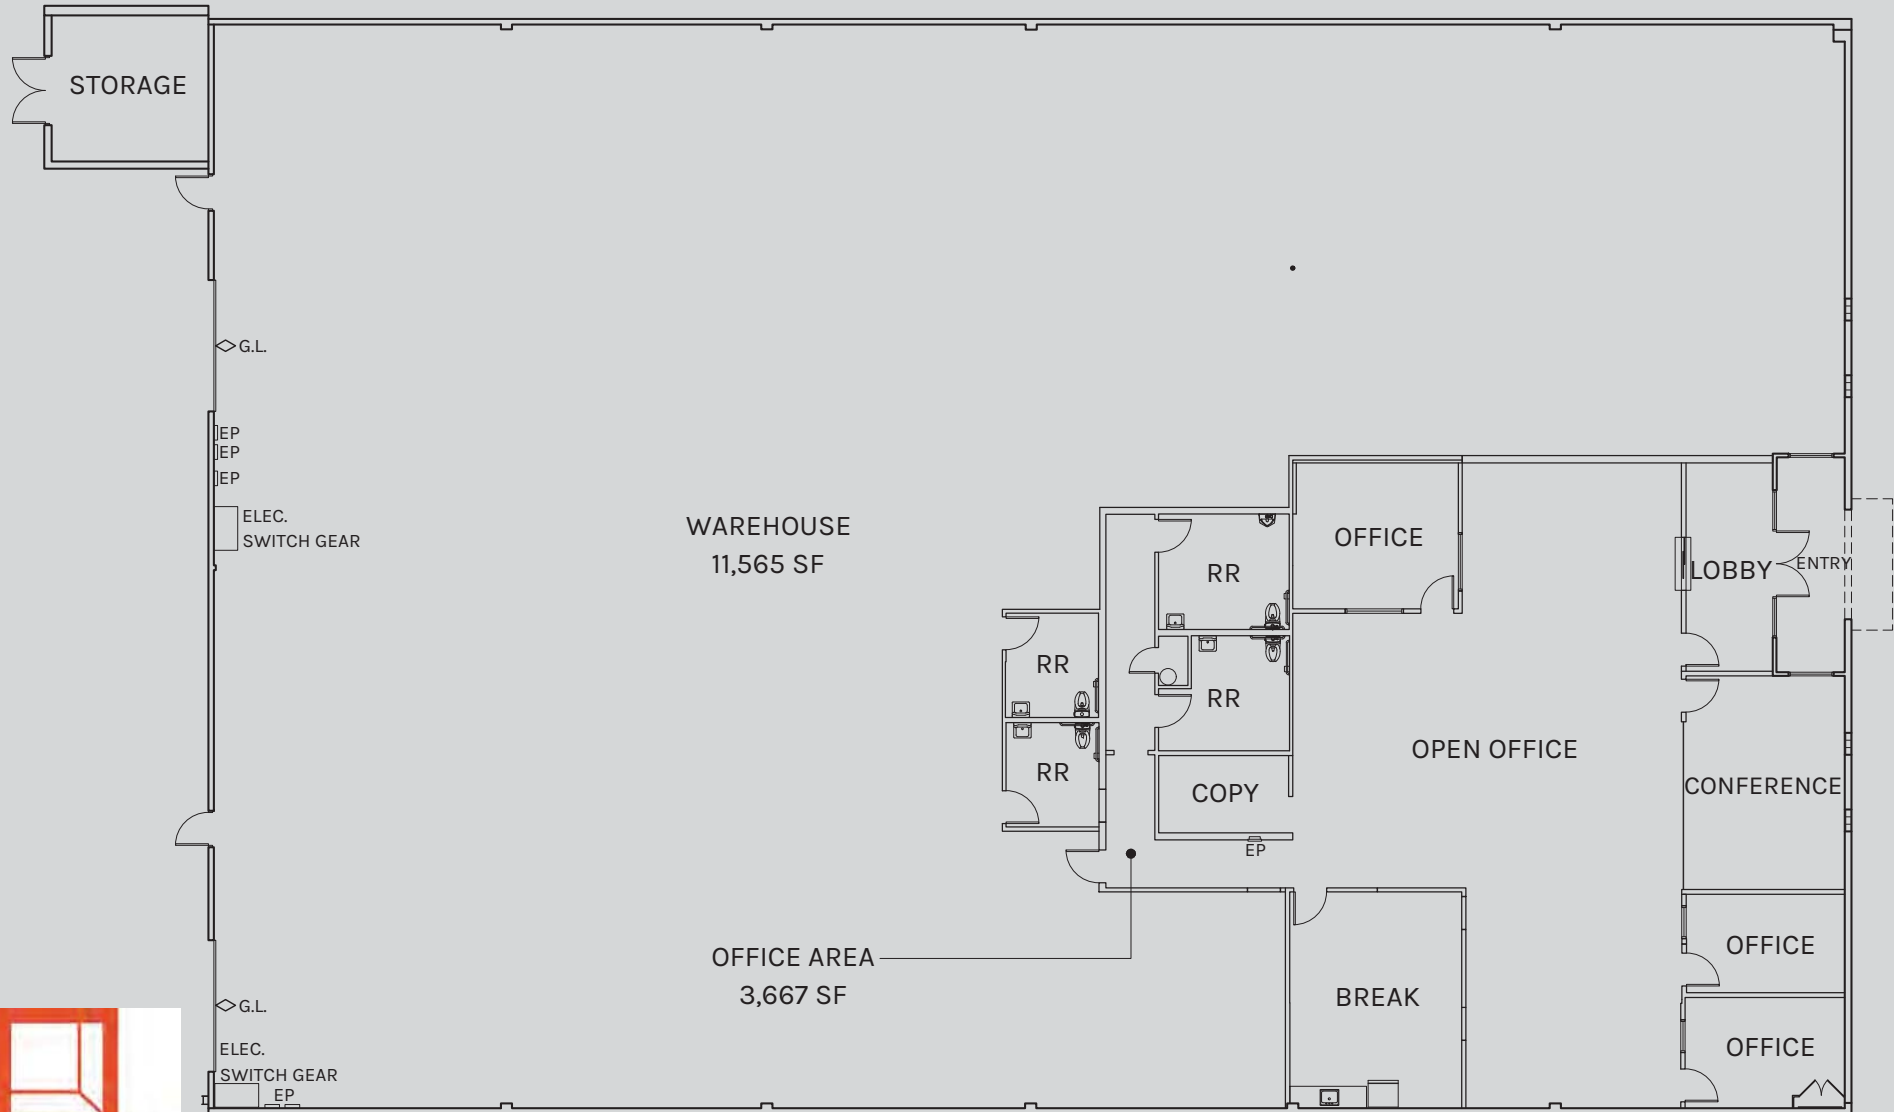 STORAGE
G.L.
EP
EP
EP
ELEC.
SWITCH GEAR
WAREHOUSE
11,565 SF
OFFICE
RR
LOBBY
ENTRY
RR
RR
RR
COPY
EP
OPEN OFFICE
CONFERENCE
OFFICE AREA
3,667 SF
BREAK
OFFICE
OFFICE
G.L.
ELEC.
SWITCH GEAR
EP